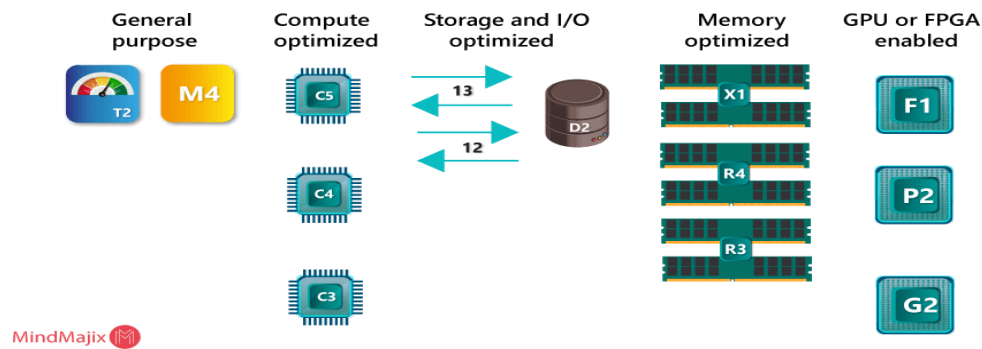 General
purpose
Compute
optimized
Storage and I/O
optimized
Memory
optimized
GPU or FPGA
enabled
T2
M4
C5
13
12
D2
X1
F1
C4
R4
P2
C3
R3
G2
MindMajix